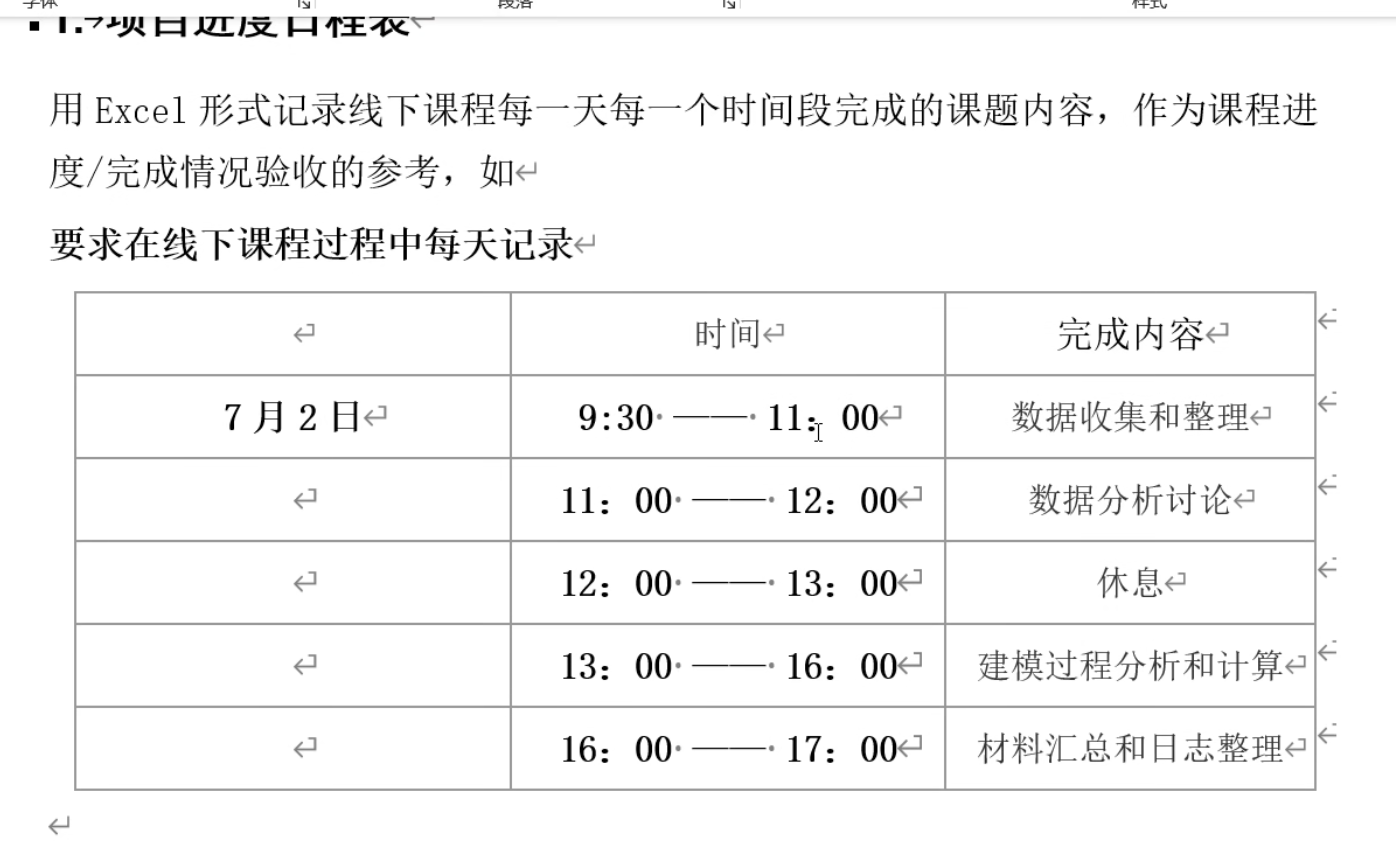 字体 段落 样式
1.→项目进度日程表
用 Excel 形式记录线下课程每一天每一个时间段完成的课题内容，作为课程进
度/完成情况验收的参考，如
要求在线下课程过程中每天记录
时间 完成内容
7 月 2 日 9:30 —— 11：00 数据收集和整理
11：00 —— 12：00 数据分析讨论
12：00 —— 13：00 休息
13：00 —— 16：00 建模过程分析和计算
16：00 —— 17：00 材料汇总和日志整理